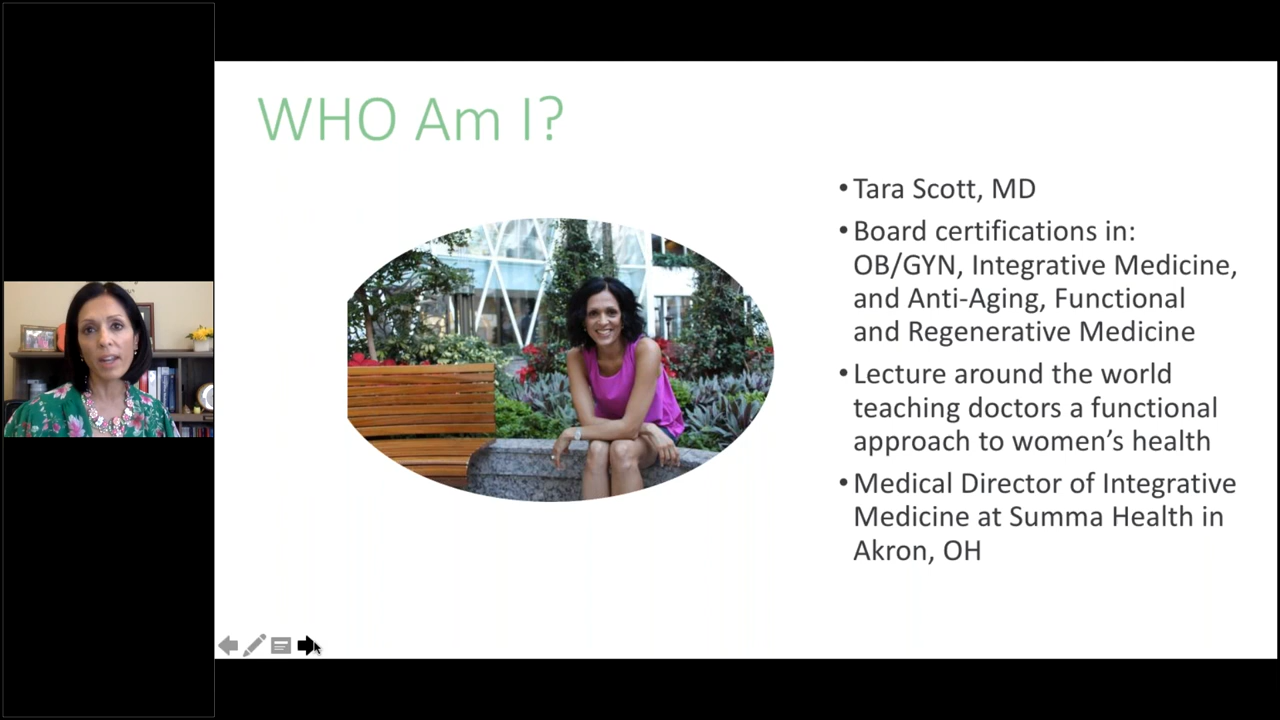 WHO Am I?
•Tara Scott, MD
•Board certifications in:
OB/GYN, Integrative Medicine,
and Anti-Aging, Functional
and Regenerative Medicine
•Lecture around the world
teaching doctors a functional
approach to women’s health
•Medical Director of Integrative
Medicine at Summa Health in
Akron, OH